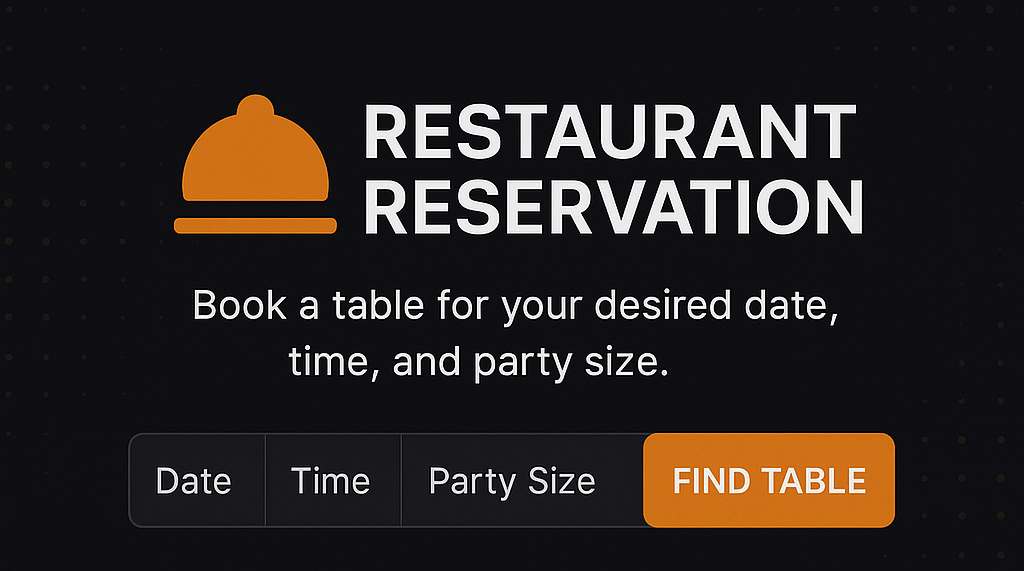 RESTAURANT
RESERVATION
Book a table for your desired date,
time, and party size.
Date Time Party Size FIND TABLE